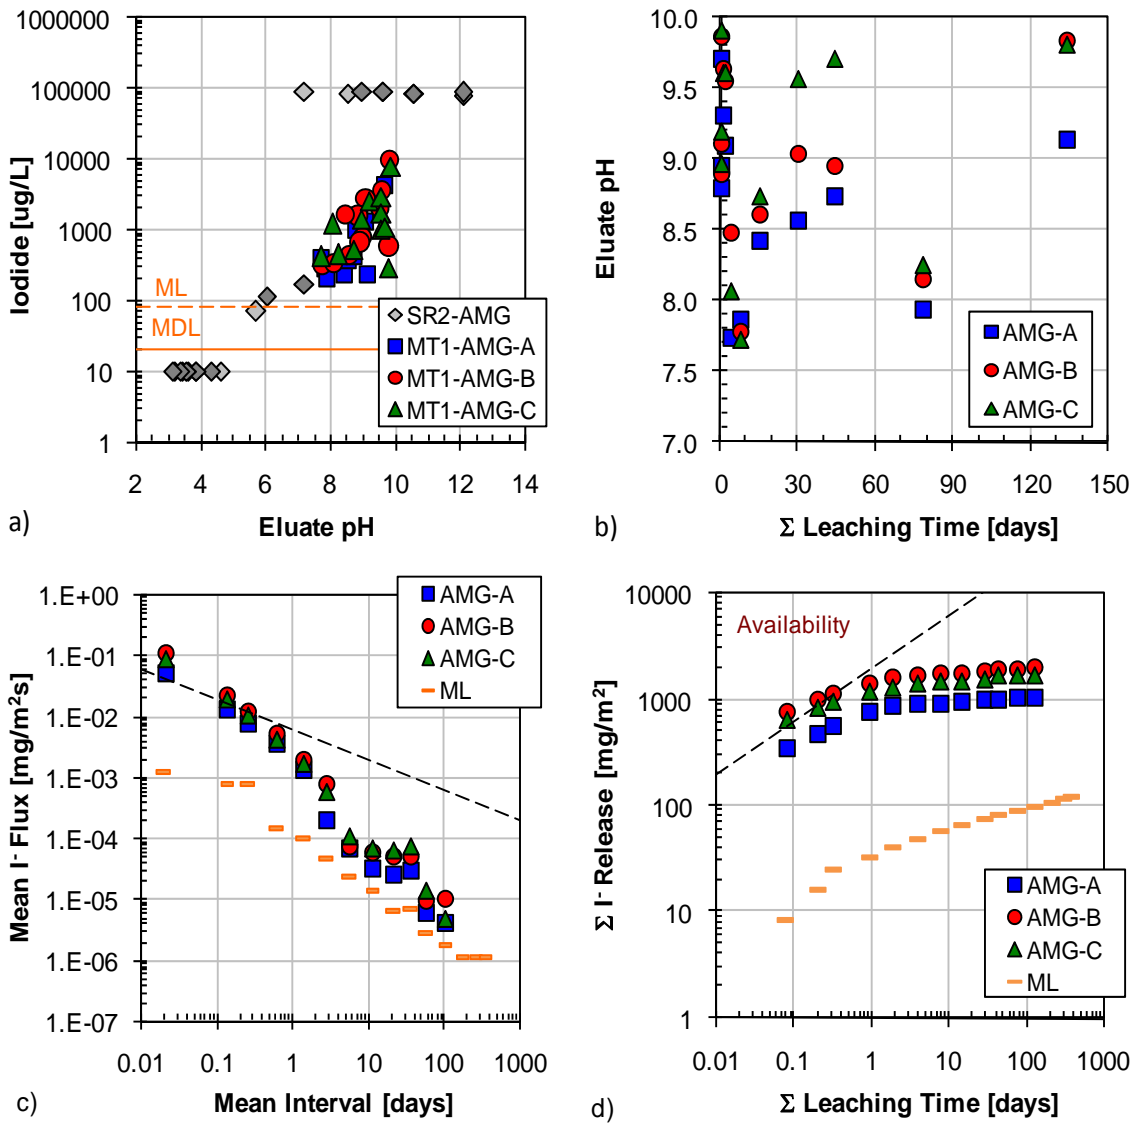 1000000
100000
10000
1000
100
10
1
Iodide [ug/L]
ML
MDL
SR2-AMG
MT1-AMG-A
MT1-AMG-B
MT1-AMG-C
2 4 6 8 10 12 14
Eluate pH
a)
10.0
9.5
9.0
8.5
8.0
7.5
7.0
Eluate pH
AMG-A
AMG-B
AMG-C
0 30 60 90 120 150
Σ Leaching Time [days]
b)
1.E+00
1.E-01
1.E-02
1.E-03
1.E-04
1.E-05
1.E-06
1.E-07
Mean I- Flux [mg/m2s]
AMG-A
AMG-B
AMG-C
ML
0.01 0.1 1 10 100 1000
Mean Interval [days]
c)
10000
1000
100
10
1
Σ I- Release [mg/m2]
Availability
AMG-A
AMG-B
AMG-C
ML
0.01 0.1 1 10 100 1000
Σ Leaching Time [days]
d)